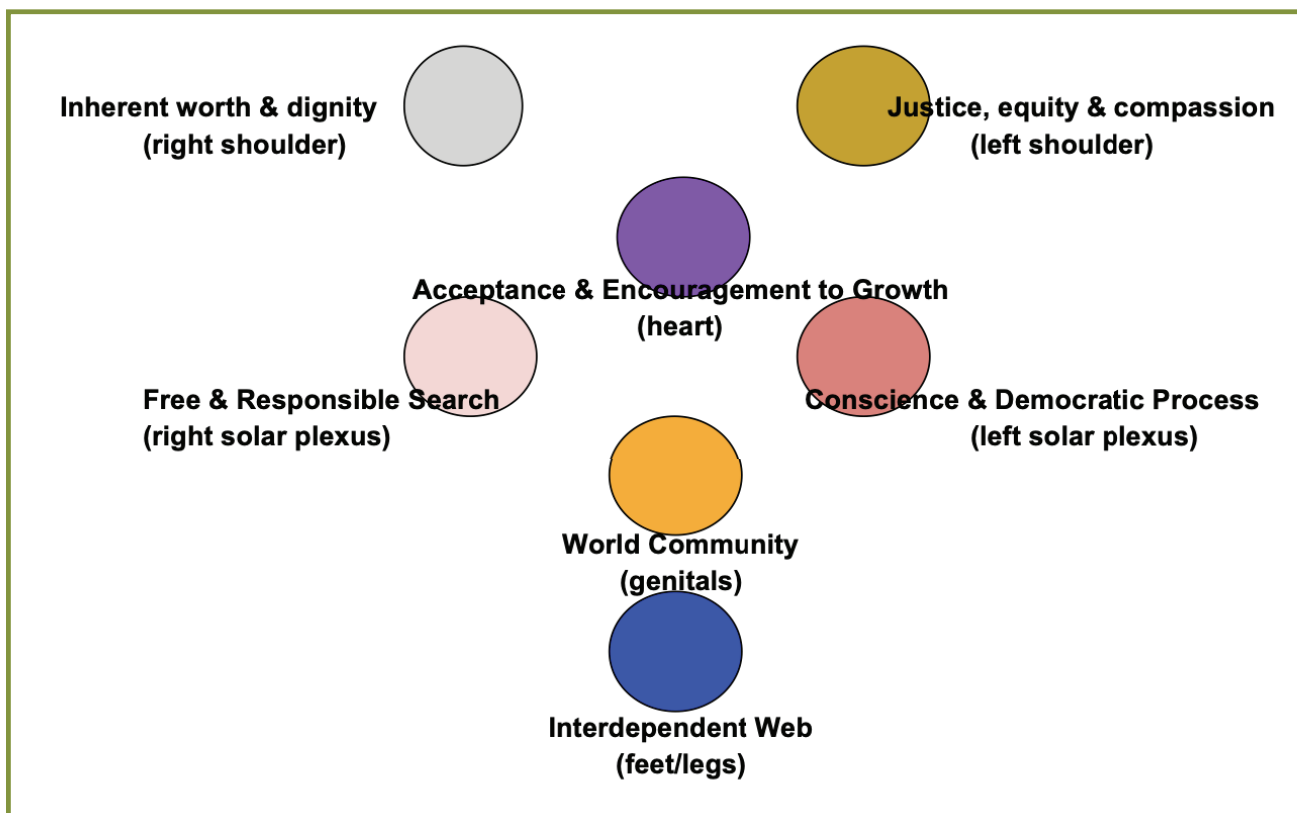 Inherent worth & dignity
(right shoulder)
Justice, equity & compassion
(left shoulder)
Acceptance & Encouragement to Growth
(heart)
Free & Responsible Search
(right solar plexus)
Conscience & Democratic Process
(left solar plexus)
World Community
(genitals)
Interdependent Web
(feet/legs)